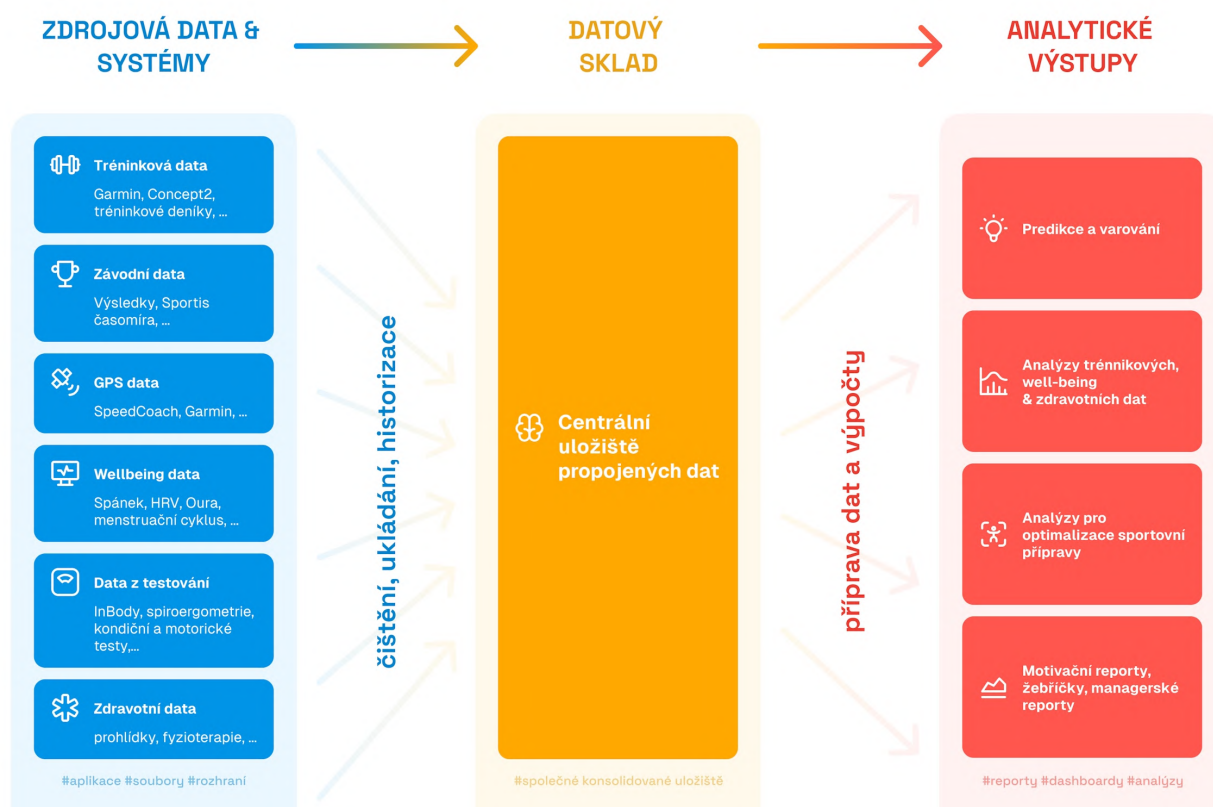 ZDROJOVÁ DATA &
SYSTÉMY
DATOVÝ
SKLAD
ANALYTICKÉ
VÝSTUPY
Tréninková data
Garmin, Concept2,
tréninkové deníky, ...
Závodní data
Výsledky, Sportis
časomíra, ...
GPS data
SpeedCoach, Garmin, ...
Wellbeing data
Spánek, HRV, Oura,
menstruační cyklus, ...
Data z testování
InBody, spiroergometrie,
kondiční a motorické
testy,...
Zdravotní data
prohlídky, fyzioterapie, ...
#aplikace #soubory #rozhraní
čištění, ukládání, historizace
Centrální
uložiště
propojených dat
#společné konsolidované uložiště
příprava dat a výpočty
Predikce a varování
Analýzy trénnikových,
well-being
& zdravotních dat
Analýzy pro
optimalizace sportovní
přípravy
Motivační reporty,
žebříčky, managerské
reporty
#reporty #dashboardy #analýzy